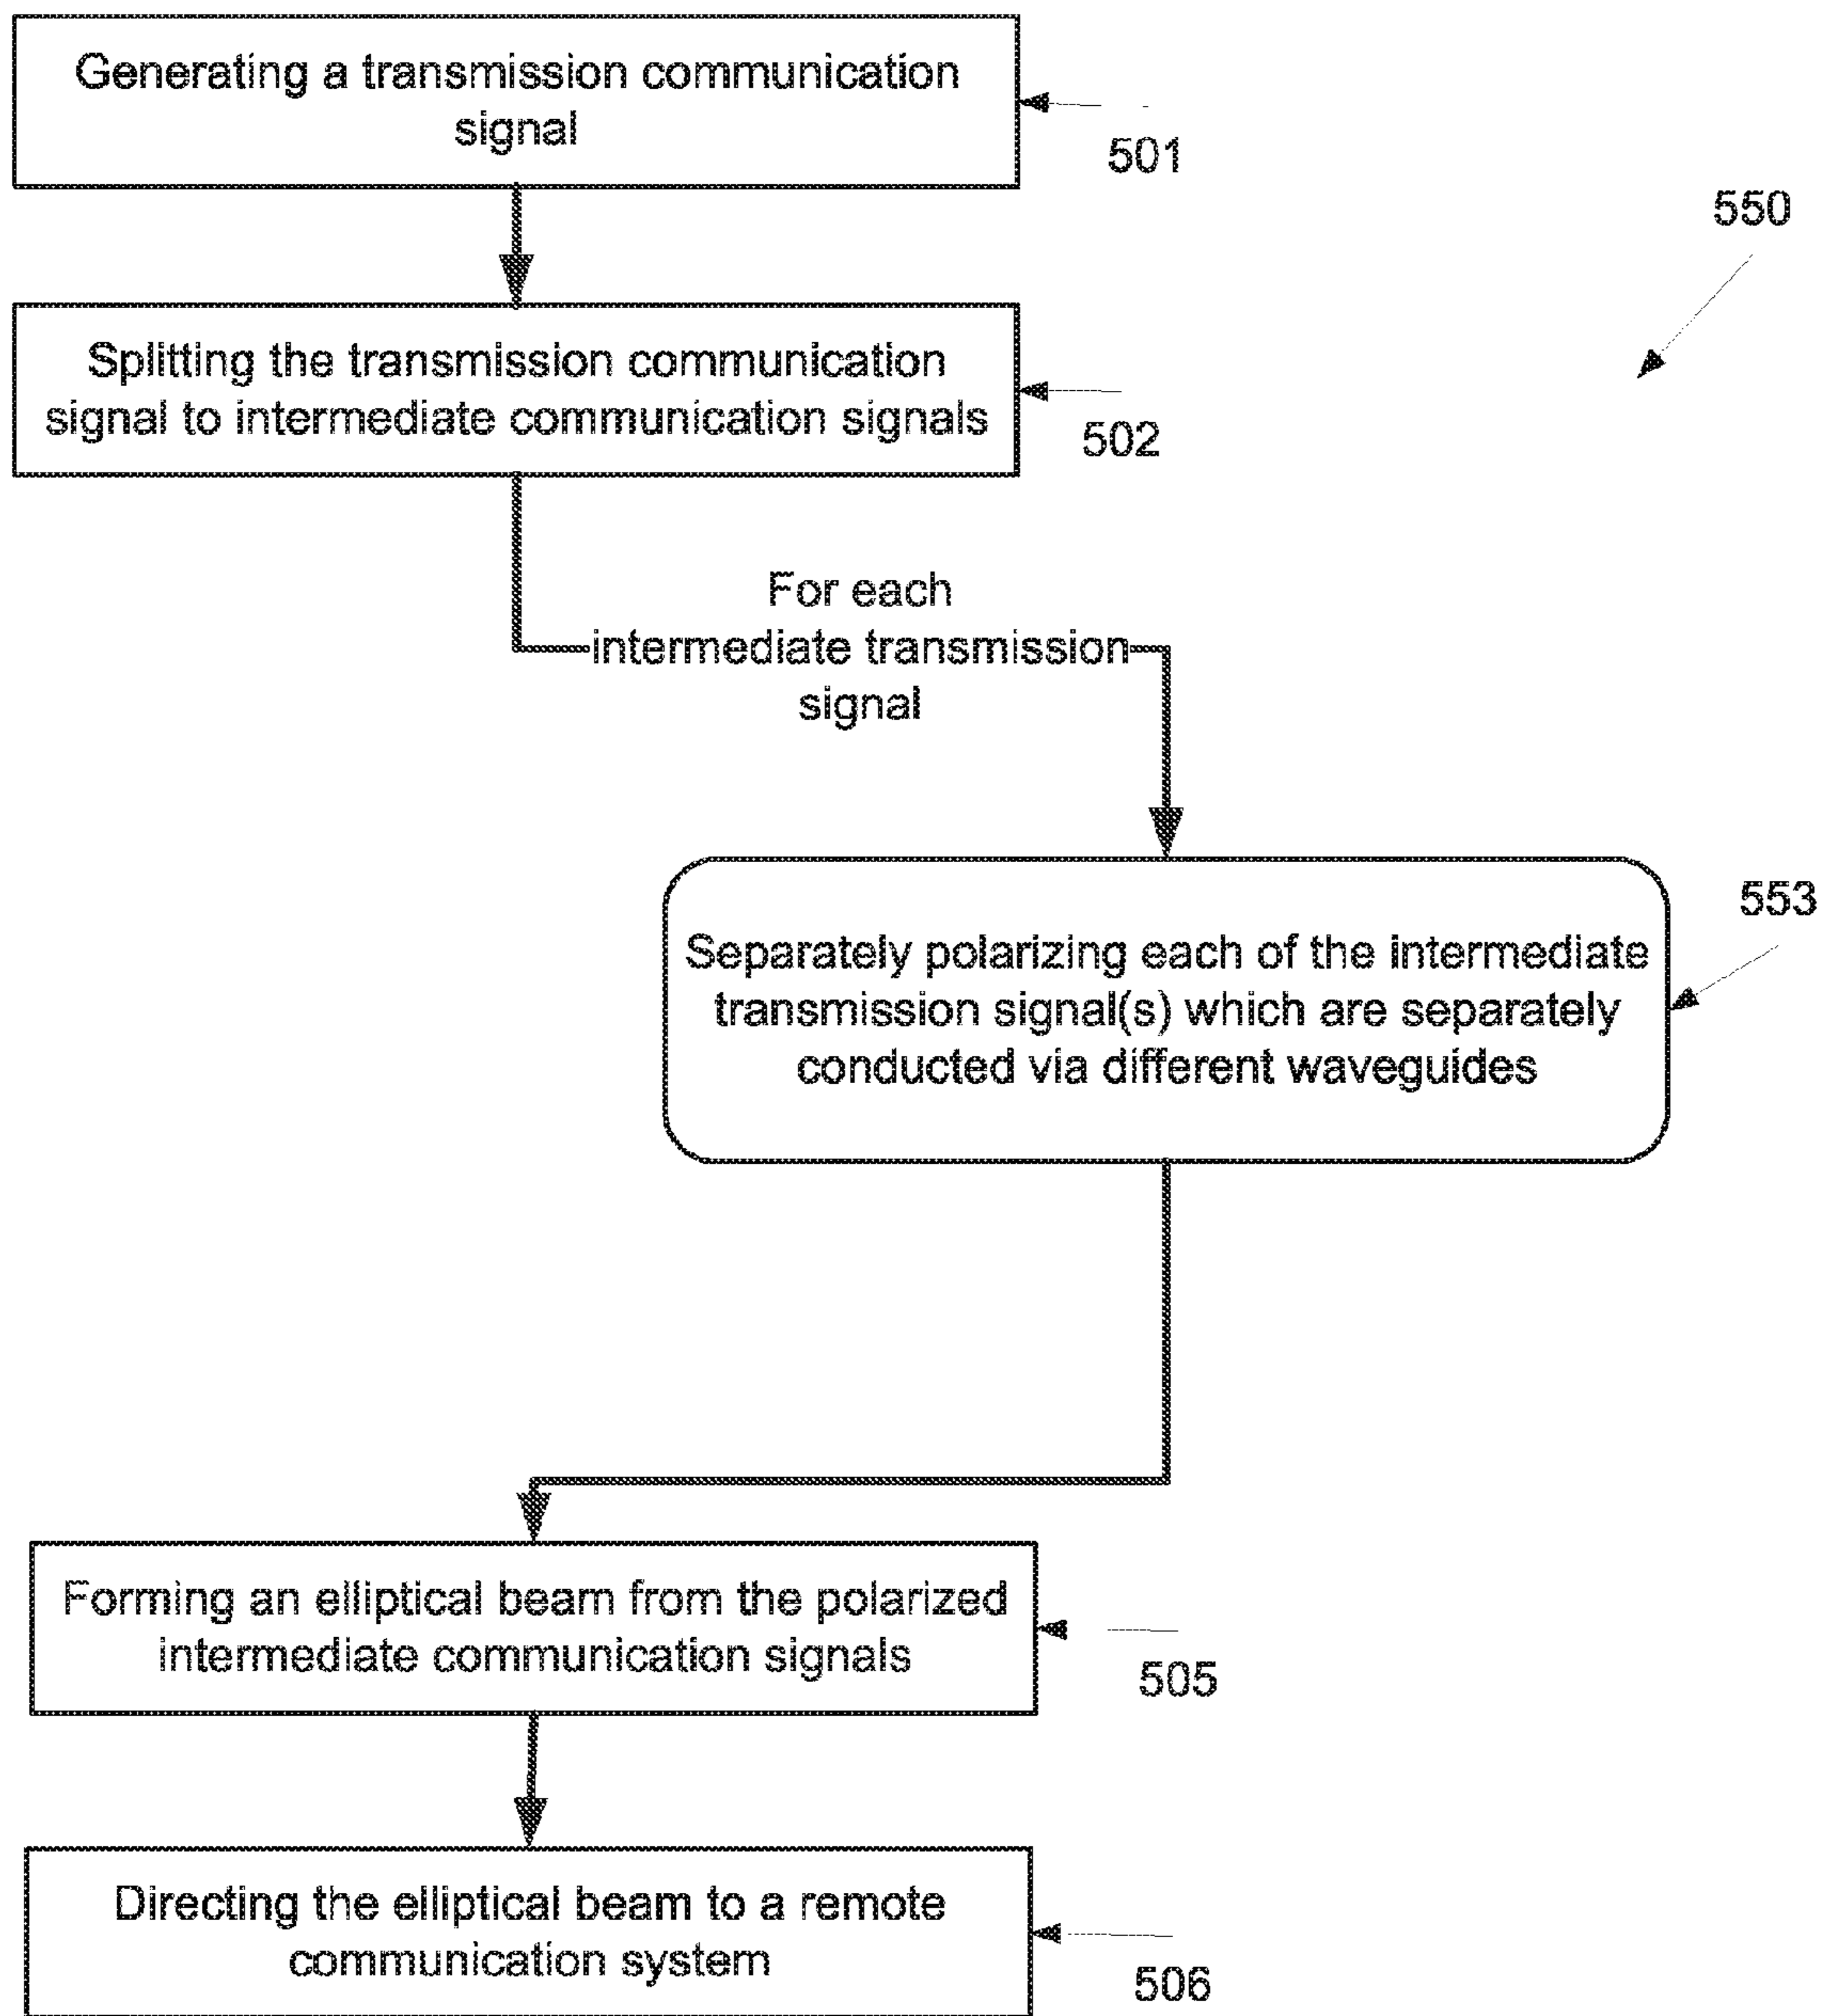 Generating a transmission communication
signal
501
550
Splitting the transmission communication
signal to intermediate communication signals
502
For each
intermediate transmission
signal
553
Separately polarizing each of the intermediate
transmission signal(s) which are separately
conducted via different waveguides
Forming an elliptical beam from the polarized
intermediate communication signals
505
Directing the elliptical beam to a remote
communication system
506